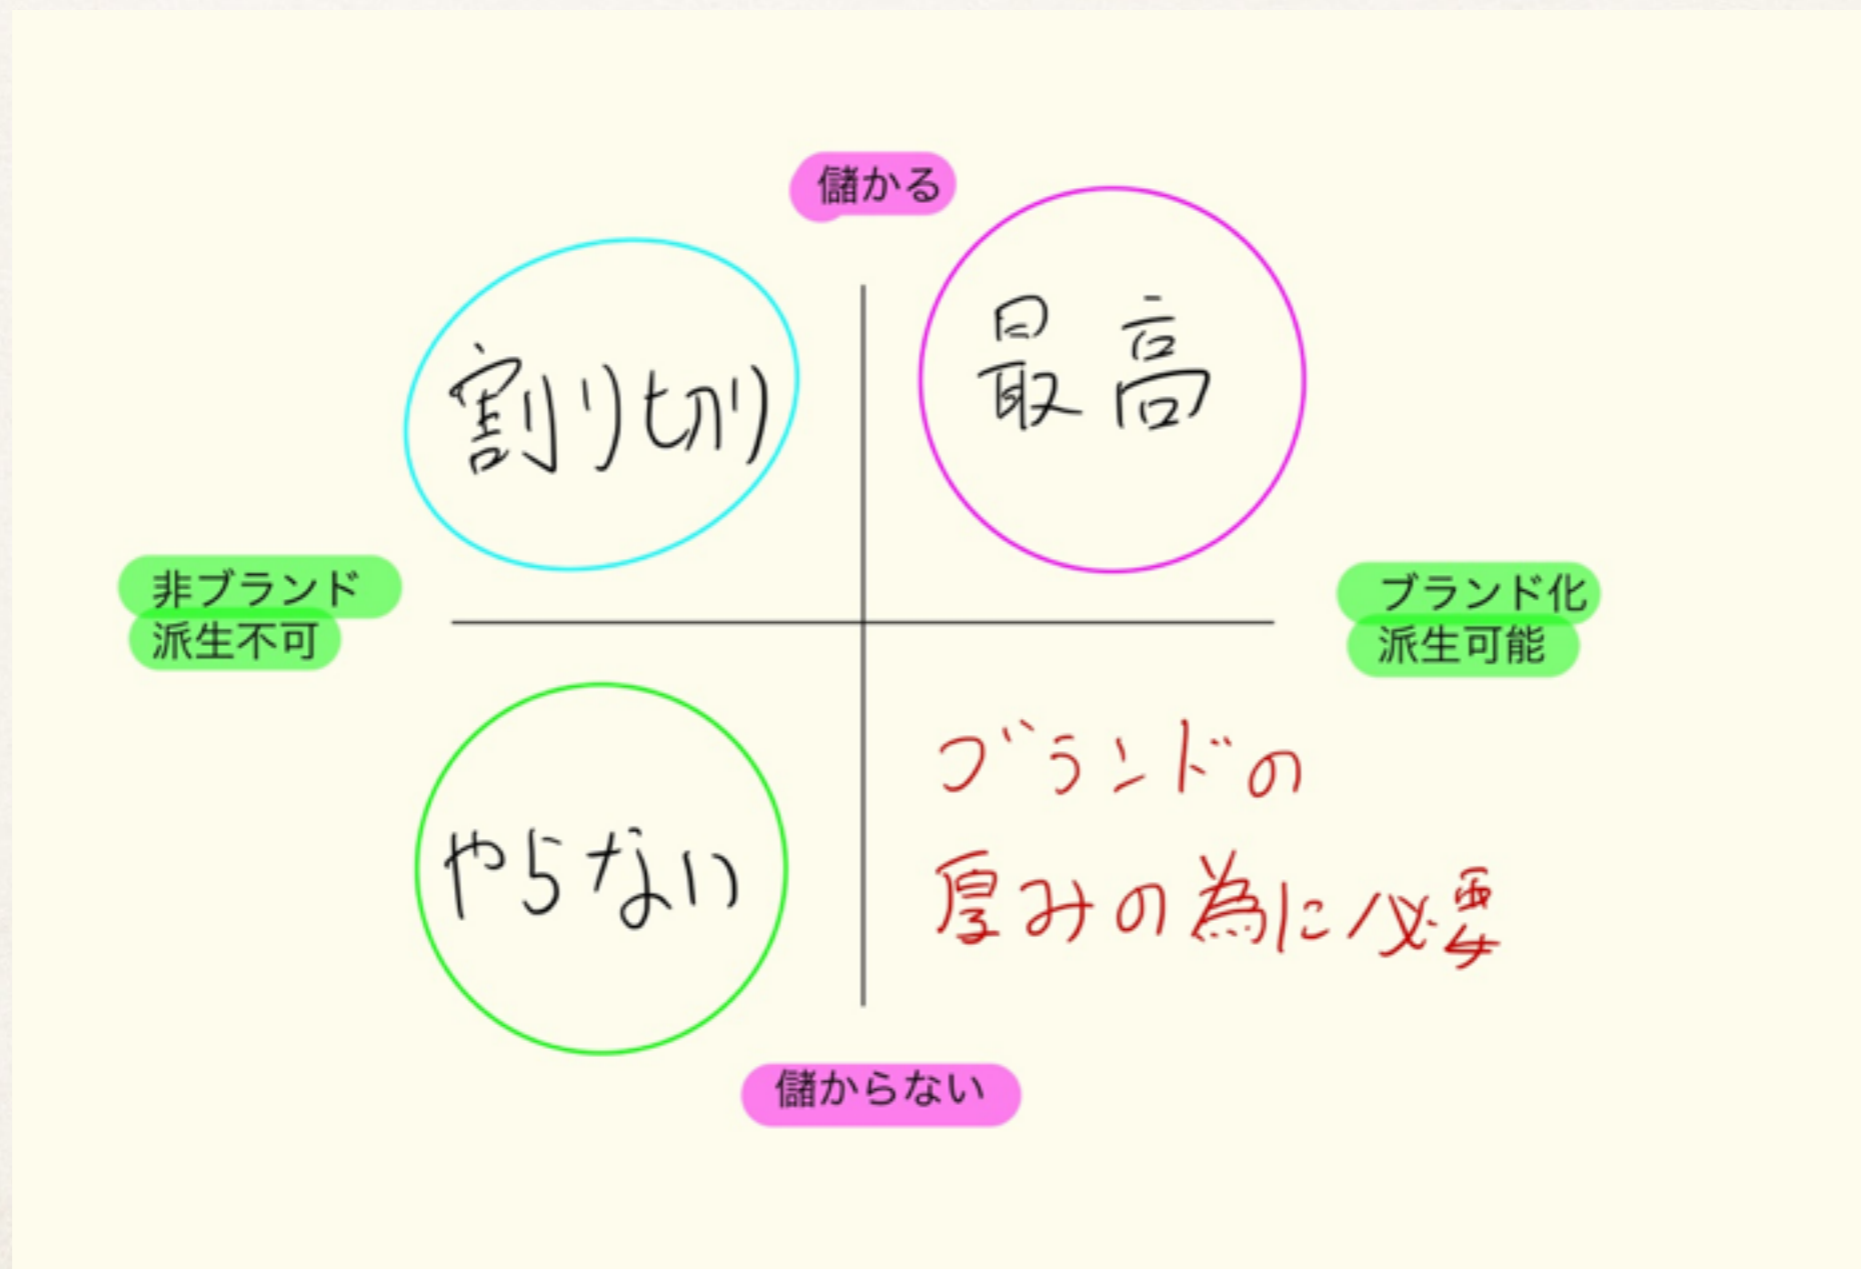 儲かる
割り切り
最高
非ブランド
派生不可
ブランド化
派生可能
やらない
ブランドの
厚みの為に必要
儲からない